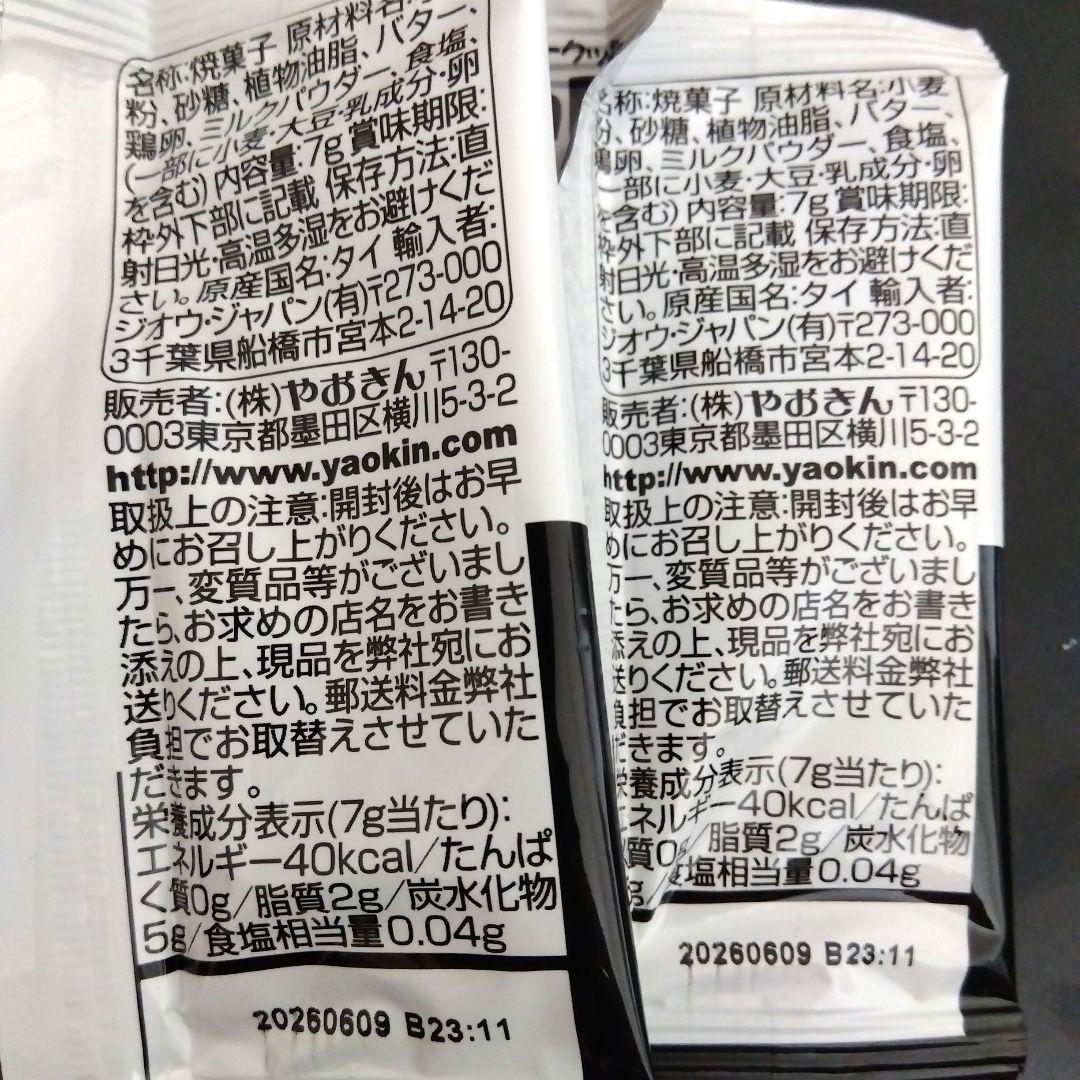 名称:焼菓子 原材料名:
粉、砂糖、植物油脂、バター、
鶏卵、ミルクパウダー、食塩、
(一部に小麦・大豆・乳成分・卵
を含む) 内容量:7g 賞味期限:
枠外下部に記載 保存方法:直
射日光・高温多湿をお避けくだ
さい。原産国名:タイ 輸入者:
ジオウ・ジャパン(有)〒273-000
3千葉県船橋市宮本2-14-20
販売者:(株)やおきん 〒130-
0003東京都墨田区横川5-3-2
http://www.yaokin.com
取扱上の注意:開封後はお早
めにお召し上がりください。
万一、変質品等がございまし
たら、お求めの店名をお書き
添えの上、現品を弊社宛にお
送りください。郵送料金弊社
負担でお取替えさせていた
だきます。
栄養成分表示(7g当たり):
エネルギー40kcal/たんぱ
く質0g/脂質2g/炭水化物
5g/食塩相当量0.04g
20260609 B23:11
名称:焼菓子 原材料名:小麦
粉、砂糖、植物油脂、バター、
鶏卵、ミルクパウダー、食塩、
一部に小麦・大豆・乳成分・卵
を含む) 内容量:7g 賞味期限:
枠外下部に記載 保存方法:直
射日光・高温多湿をお避けくだ
さい。原産国名:タイ 輸入者:
ジオウ・ジャパン(有)〒273-000
3千葉県船橋市宮本2-14-20
販売者:(株)やおきん 〒130-
0003東京都墨田区横川5-3-2
http://www.yaokin.com
取扱上の注意:開封後はお早
めにお召し上がりください。
万一、変質品等がございまし
たら、お求めの店名をお書き
添えの上、現品を弊社宛にお
送りください。郵送料金弊社
負担でお取替えさせていた
だきます。
栄養成分表示(7g当たり):
エネルギー40kcal/たんぱ
質0g/脂質2g/炭水化物
g/食塩相当量0.04g
20260609 B23:11